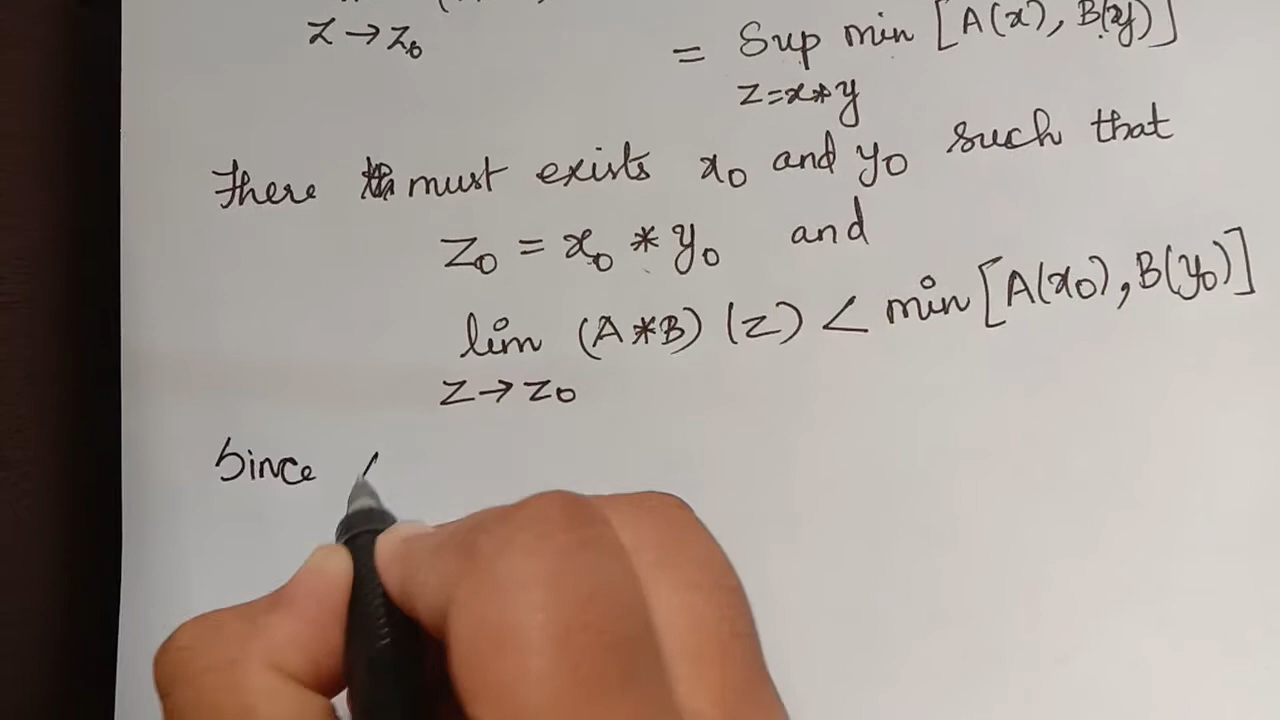 z→z₀
= Sup min [A(x), B(y)]
z=x*y
There must exists x₀ and y₀ such that
z₀ = x₀ * y₀ and
lim (A*B)(z) < min[A(x₀), B(y₀)]
z→z₀
Since